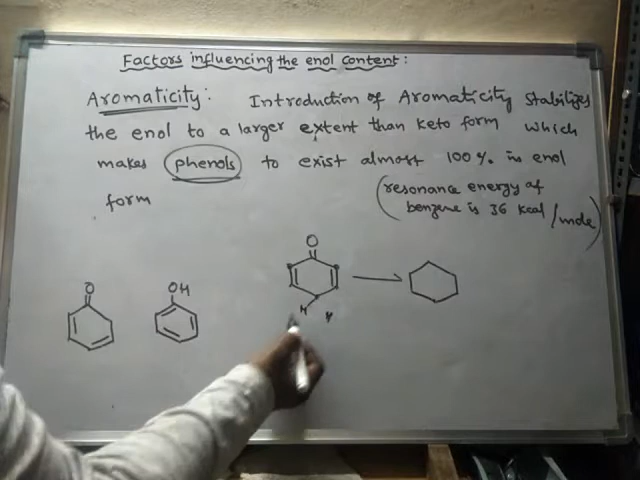 Factors influencing the enol content:
Aromaticity: Introduction of Aromaticity stabilizes
the enol to a larger extent than keto form which
makes phenols to exist almost 100% in enol
form
(resonance energy of
benzene is 36 kcal/mole)
O
O
OH
H H